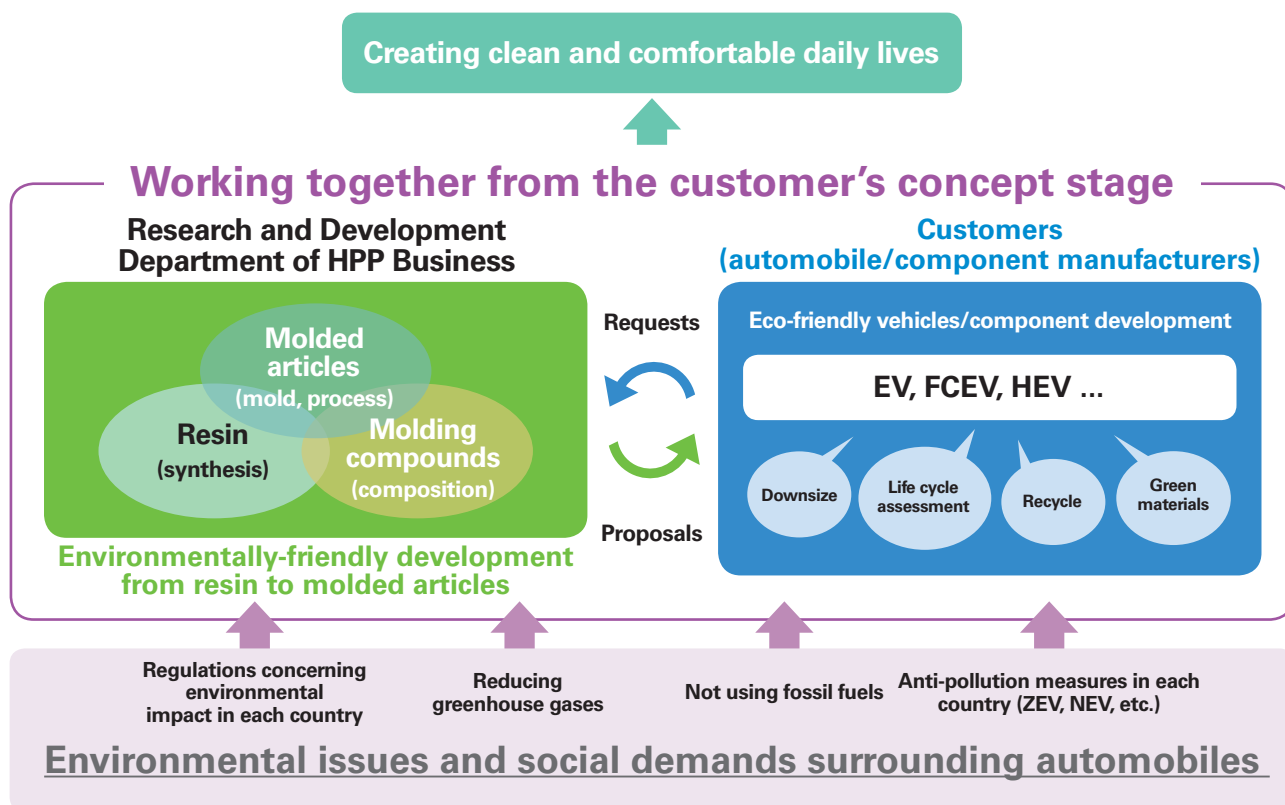 Creating clean and comfortable daily lives
Working together from the customer’s concept stage
Research and Development
Department of HPP Business
Molded
articles
(mold, process)
Resin
(synthesis)
Molding
compounds
(composition)
Environmentally-friendly development
from resin to molded articles
Requests
Proposals
Customers
(automobile/component manufacturers)
Eco-friendly vehicles/component development
EV, FCEV, HEV ...
Downsize
Life cycle
assessment
Recycle
Green
materials
Regulations concerning
environmental
impact in each country
Reducing
greenhouse gases
Not using fossil fuels
Anti-pollution measures in each
country (ZEV, NEV, etc.)
Environmental issues and social demands surrounding automobiles